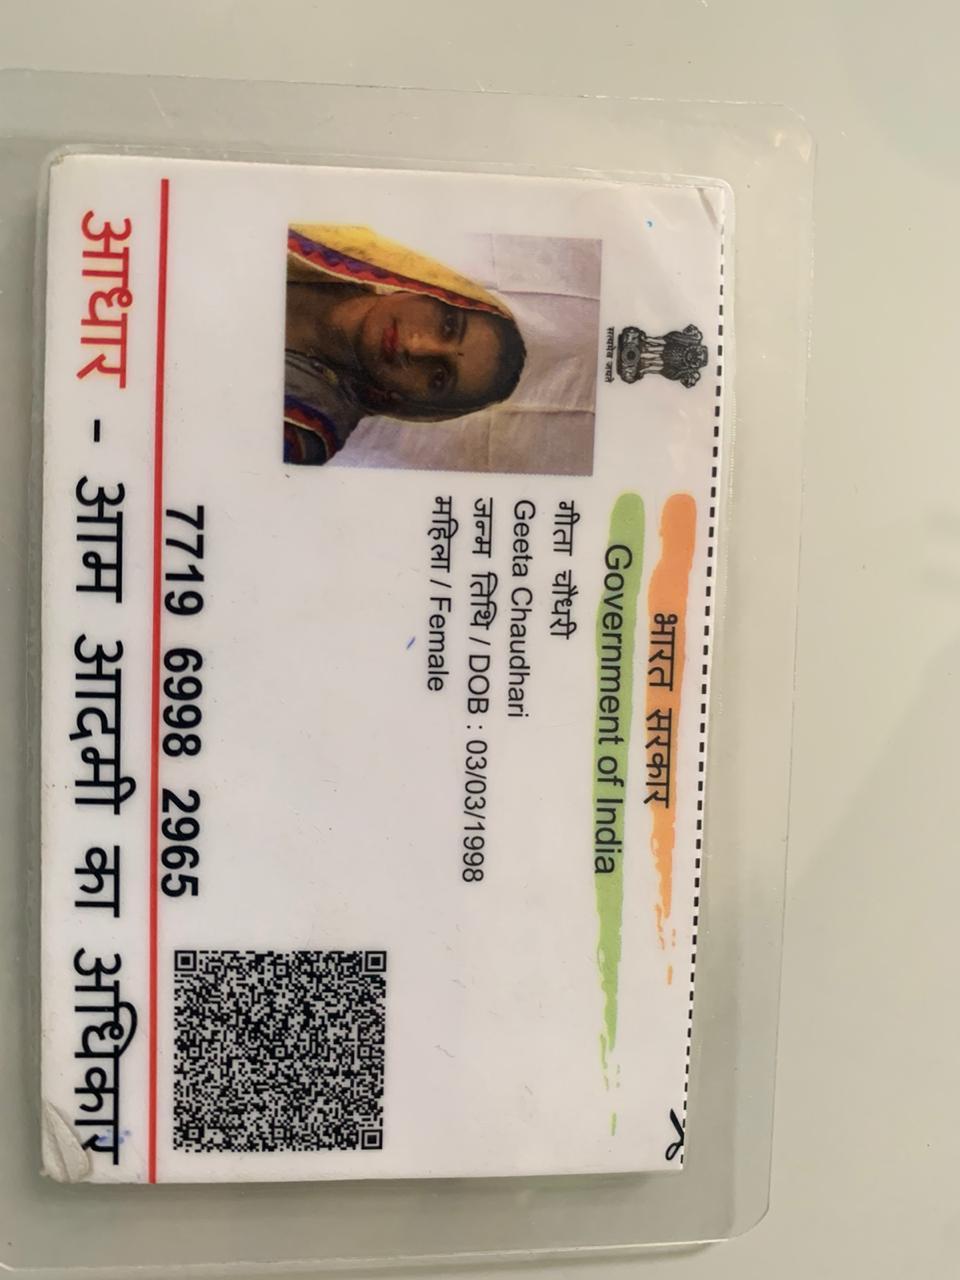 भारत सरकार
Government of India
सत्यमेव जयते
गीता चौधरी
Geeta Chaudhari
जन्म तिथि / DOB : 03/03/1998
महिला / Female
7719 6998 2965
आधार - आम आदमी का अधिकार